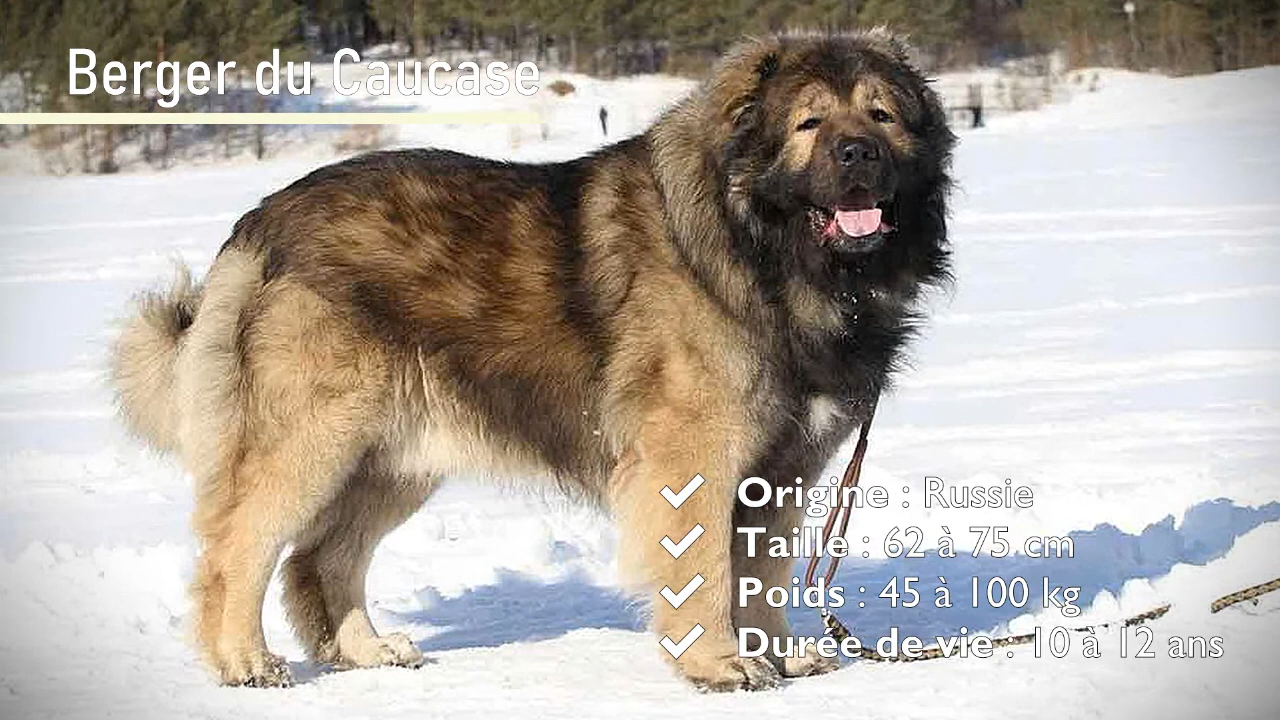 Berger du Caucase
Origine : Russie
Taille : 62 à 75 cm
Poids : 45 à 100 kg
Durée de vie : 10 à 12 ans